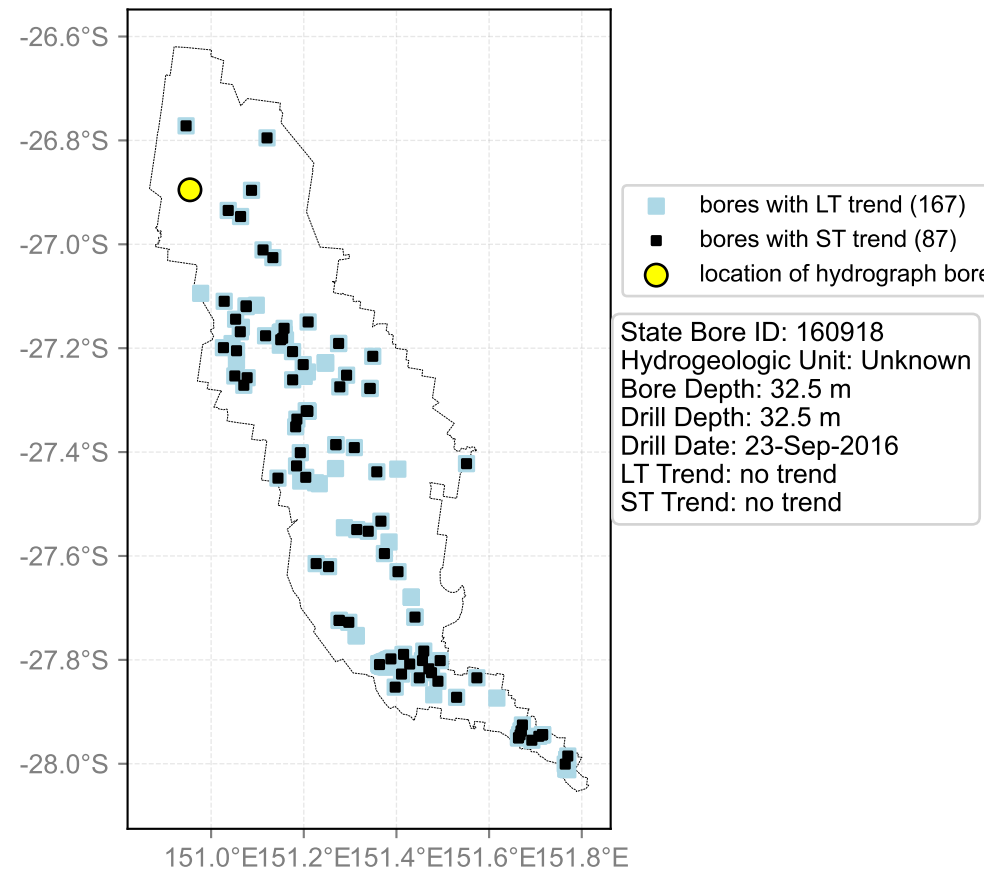 -26.6°S
-26.8°S
-27.0°S
-27.2°S
-27.4°S
-27.6°S
-27.8°S
-28.0°S
151.0°E151.2°E151.4°E151.6°E151.8°E
bores with LT trend (167)
bores with ST trend (87)
location of hydrograph bore
State Bore ID: 160918
Hydrogeologic Unit: Unknown
Bore Depth: 32.5 m
Drill Depth: 32.5 m
Drill Date: 23-Sep-2016
LT Trend: no trend
ST Trend: no trend